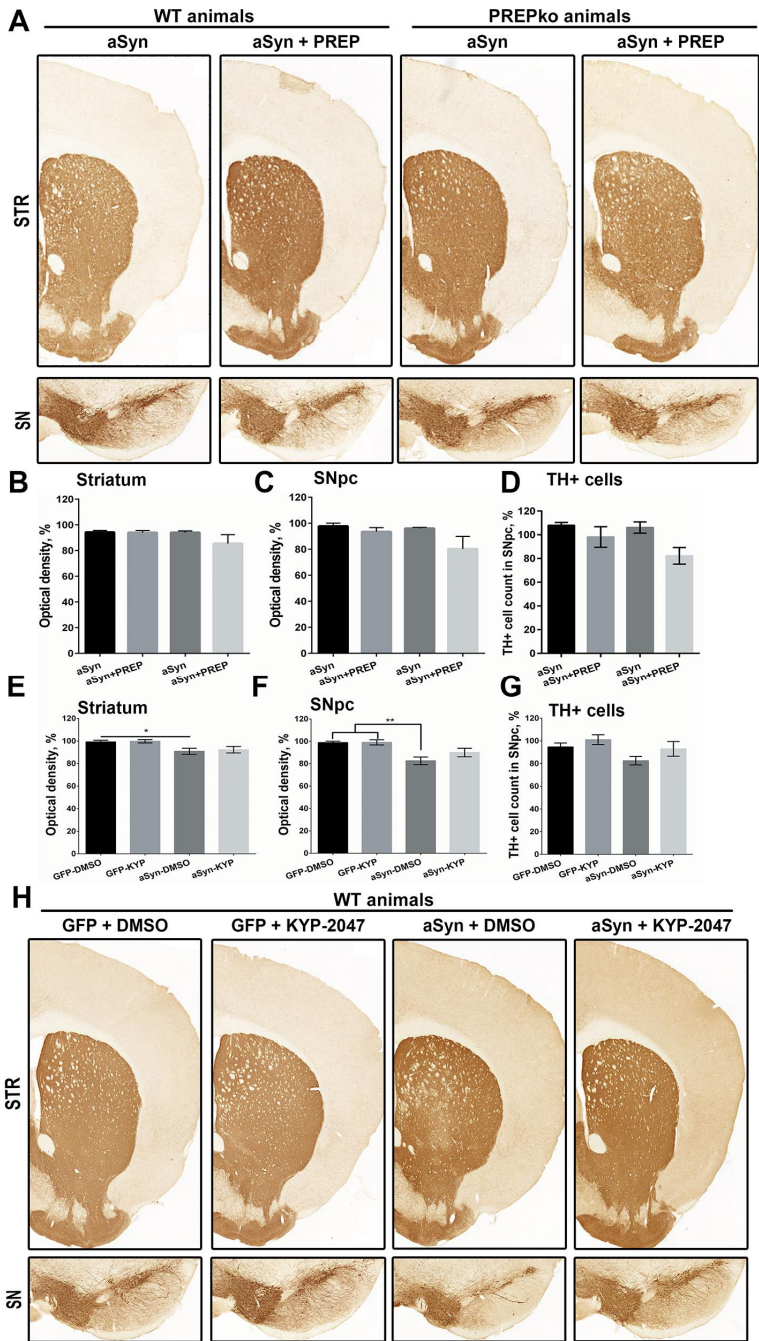 A
WT animals
PREPko animals
aSyn
aSyn + PREP
aSyn
aSyn + PREP
STR
SN
B
Striatum
Optical density, %
120
100
80
60
40
20
0
aSyn
aSyn+PREP
aSyn
aSyn+PREP
C
SNpc
Optical density, %
120
100
80
60
40
20
0
aSyn
aSyn+PREP
aSyn
aSyn+PREP
D
TH+ cells
TH+ cell count in SNpc, %
120
100
80
60
40
20
0
aSyn
aSyn+PREP
aSyn
aSyn+PREP
E
Striatum
Optical density, %
120
100
80
60
40
20
0
*
GFP-DMSO
GFP-KYP
aSyn-DMSO
aSyn-KYP
F
SNpc
Optical density, %
120
100
80
60
40
20
0
**
GFP-DMSO
GFP-KYP
aSyn-DMSO
aSyn-KYP
G
TH+ cells
TH+ cell count in SNpc, %
120
100
80
60
40
20
0
GFP-DMSO
GFP-KYP
aSyn-DMSO
aSyn-KYP
H
WT animals
GFP + DMSO
GFP + KYP-2047
aSyn + DMSO
aSyn + KYP-2047
STR
SN